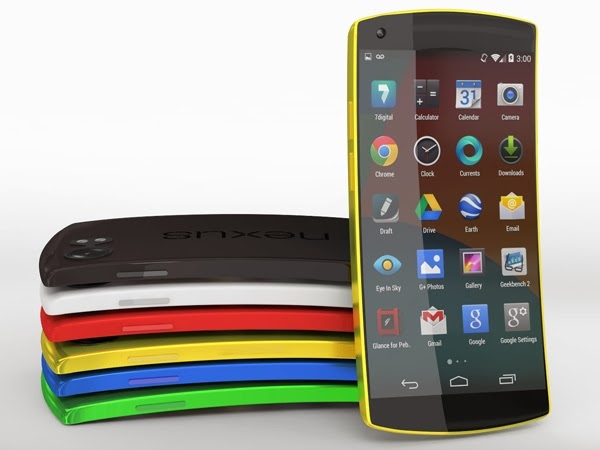 3:00
31
7digital
Calculator
Calendar
Camera
Chrome
Clock
Currents
Downloads
Draft
Drive
Earth
Email
Eye In Sky
G+ Photos
Gallery
Geekbench 2
8
g
g
Glance for Peb..
Gmail
Google
Google Settings
nexus